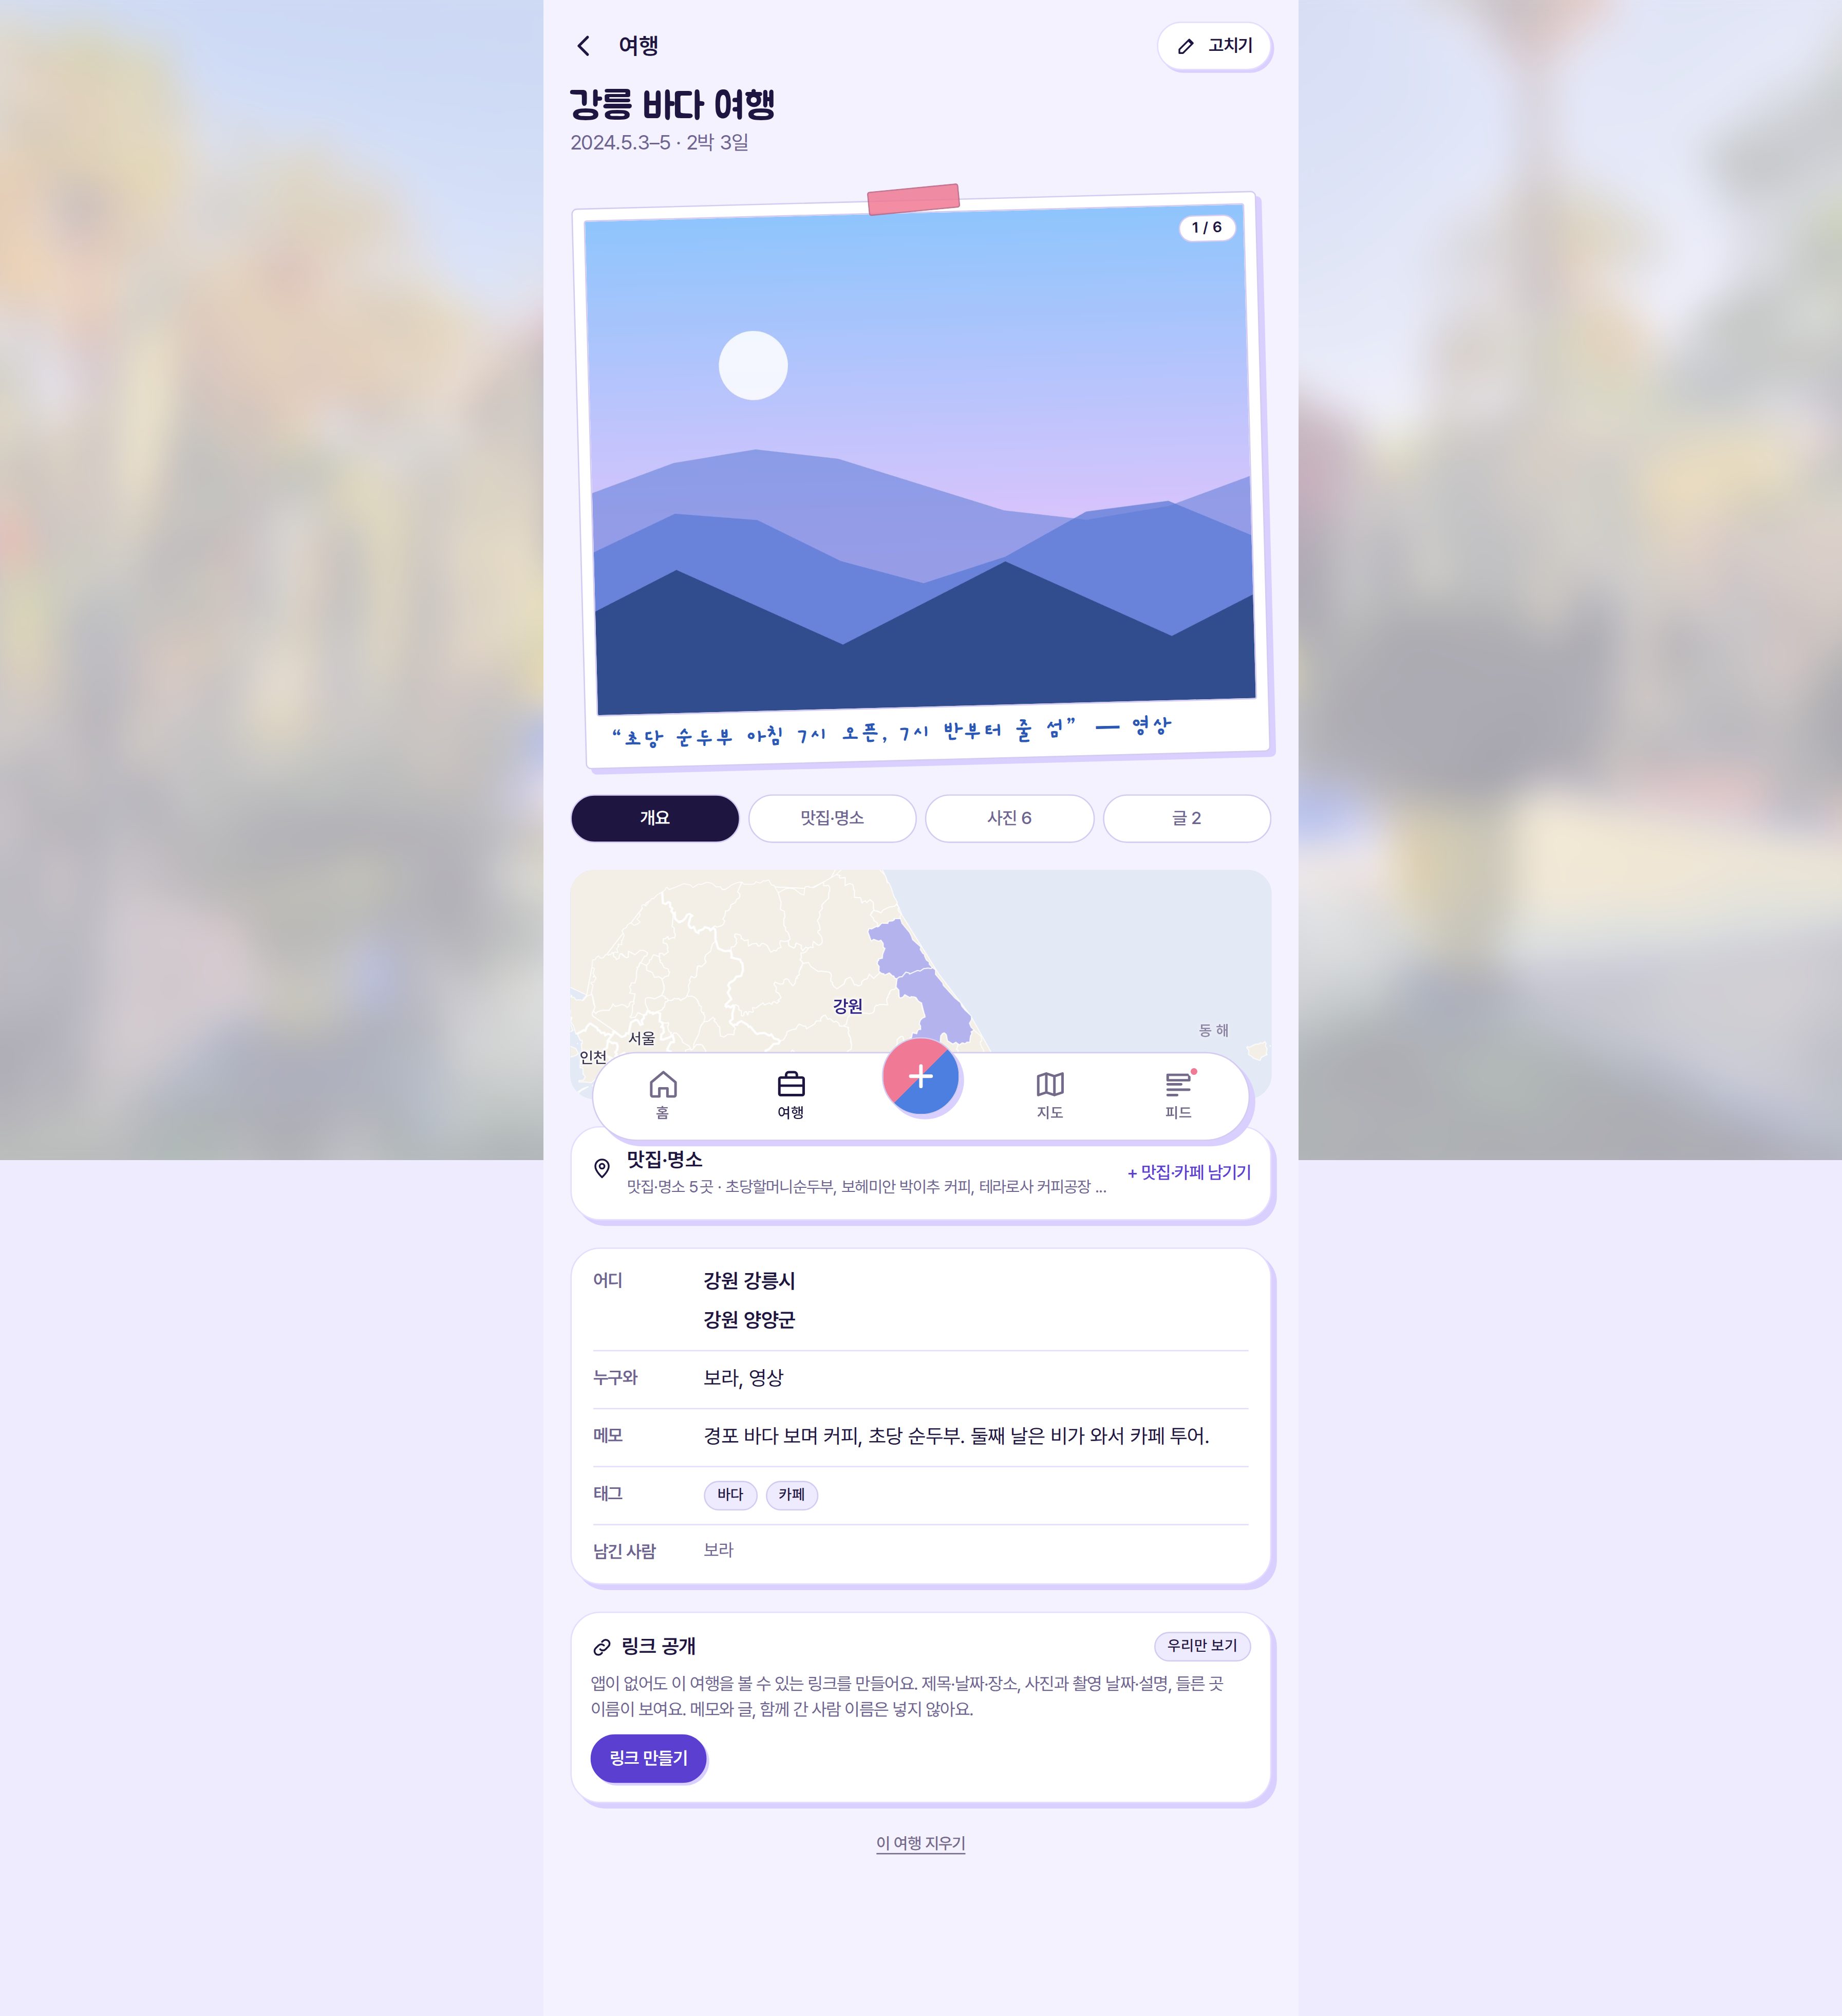 여행
고치기
강릉 바다 여행
2024.5.3–5 · 2박 3일
1 / 6
“초당 순두부 아침 7시 오픈, 7시 반부터 줄 섬” — 영상
개요
맛집·명소
사진 6
글 2
강원
동 해
서울
인천
홈
여행
지도
피드
맛집·명소
맛집·명소 5곳 · 초당할머니순두부, 보헤미안 박이추 커피, 테라로사 커피공장 ...
+ 맛집·카페 남기기
어디
강원 강릉시
강원 양양군
누구와
보라, 영상
메모
경포 바다 보며 커피, 초당 순두부. 둘째 날은 비가 와서 카페 투어.
태그
바다
카페
남긴 사람
보라
링크 공개
우리만 보기
앱이 없어도 이 여행을 볼 수 있는 링크를 만들어요. 제목·날짜·장소, 사진과 촬영 날짜·설명, 들른 곳
이름이 보여요. 메모와 글, 함께 간 사람 이름은 넣지 않아요.
링크 만들기
이 여행 지우기